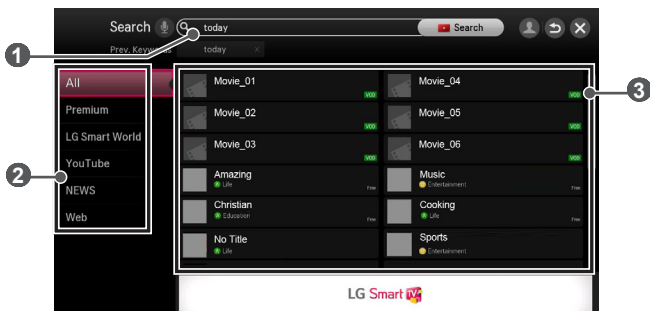 Search today Search
Prev. Keywords today X
1
2
3
All
Premium
LG Smart World
YouTube
NEWS
Web
Movie_01 VOD
Movie_04 VOD
Movie_02 VOD
Movie_05 VOD
Movie_03 VOD
Movie_06 VOD
Amazing
A Life Free
Music
Entertainment Free
Christian
A Education Free
Cooking
A Life Free
No Title
A Life
Sports
Entertainment
LG Smart TV